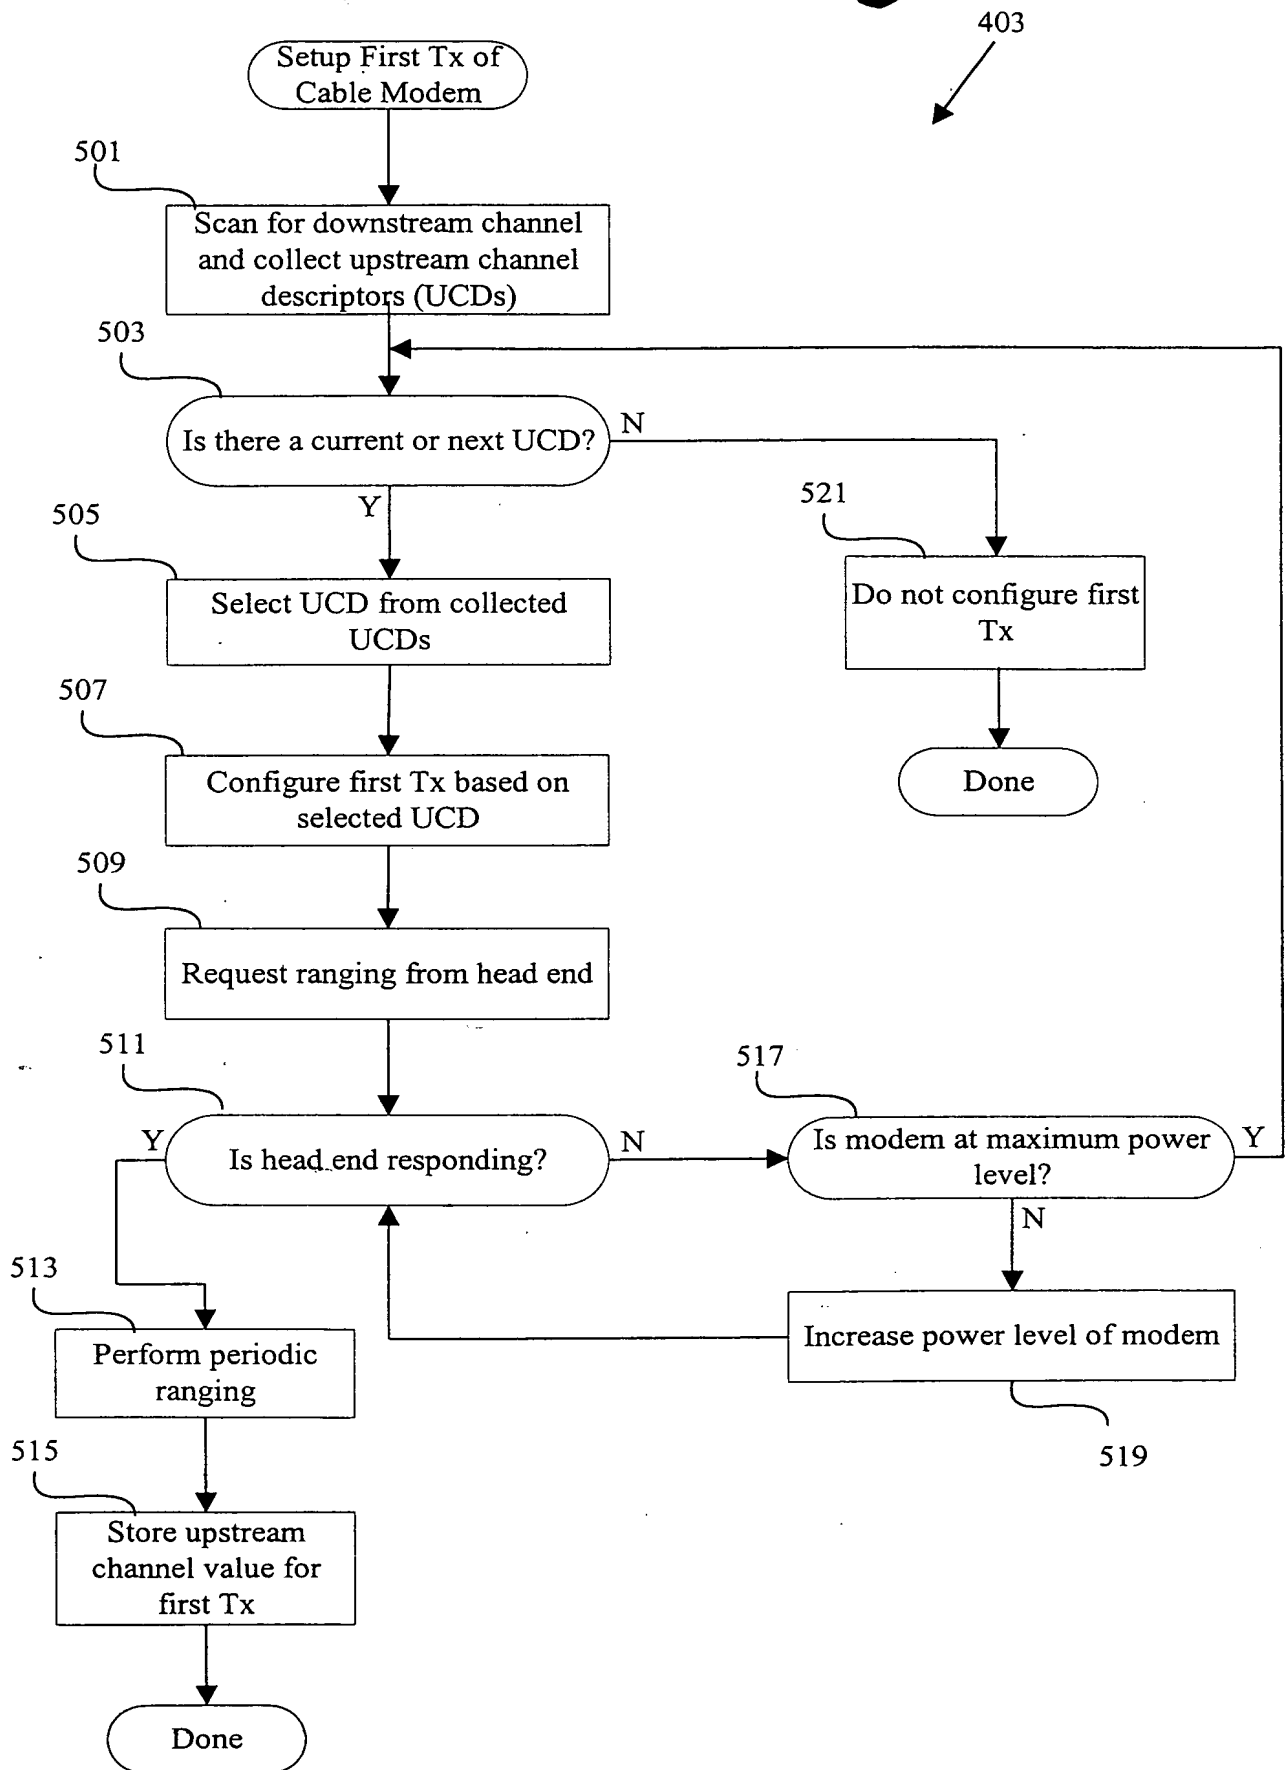 403
Setup First Tx of
Cable Modem
501
Scan for downstream channel
and collect upstream channel
descriptors (UCDs)
503
Is there a current or next UCD?
N
Y
505
Select UCD from collected
UCDs
521
Do not configure first
Tx
507
Configure first Tx based on
selected UCD
Done
509
Request ranging from head end
511
Y
Is head end responding?
N
517
Is modem at maximum power
level?
Y
N
513
Perform periodic
ranging
Increase power level of modem
519
515
Store upstream
channel value for
first Tx
Done